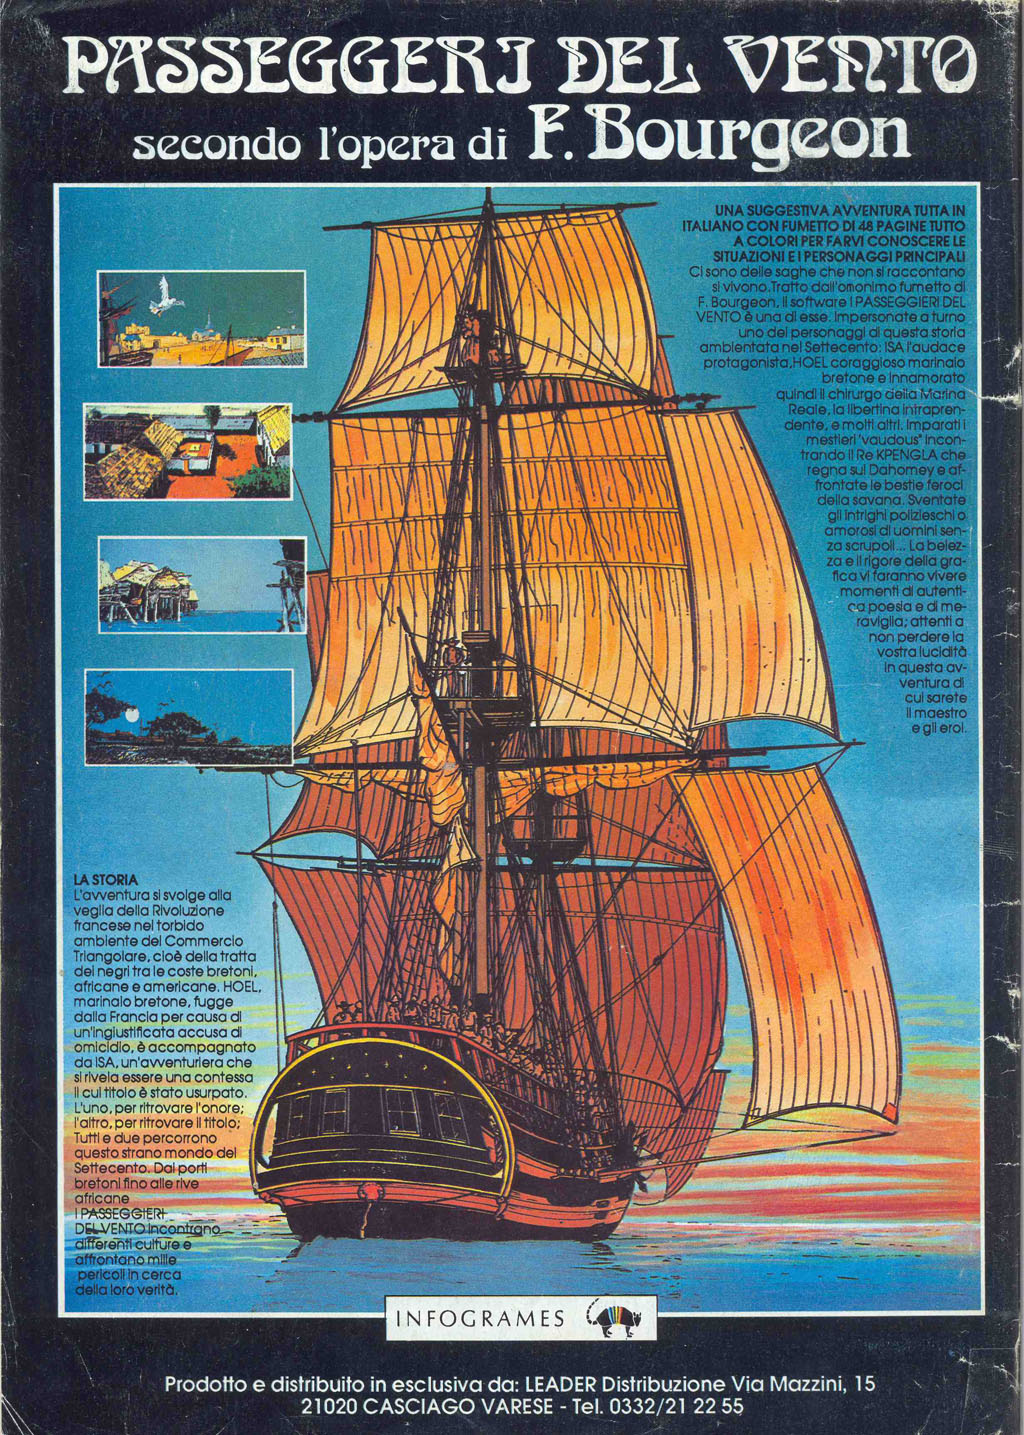 PASSEGGERI DEL VENTO
secondo l'opera di F. Bourgeon
UNA SUGGESTIVA AVVENTURA TUTTA IN
ITALIANO CON FUMETTO DI 48 PAGINE TUTTO
A COLORI PER FARVI CONOSCERE LE
SITUAZIONI E I PERSONAGGI PRINCIPALI
Ci sono delle saghe che non si raccontano
si vivono.Tratto dall'omonimo fumetto di
F. Bourgeon, il software I PASSEGGIERI DEL
VENTO è una di esse. Impersonate a turno
uno dei personaggi di questa storia
ambientata nel Settecento: ISA l'audace
protagonista,HOEL coraggioso marinaio
bretone e innamorato
quindi il chirurgo della Marina
Reale, la libertina intrapren-
dente, e molti altri. Imparati i
mestieri 'vaudous" incon-
trando il Re KPENGLA che
regna sul Dahomey e af-
frontate le bestie feroci
della savana. Sventate
gli intrighi polizieschi o
amorosi di uomini sen-
za scrupoli... La belez-
za e il rigore della gra-
fica vi faranno vivere
momenti di autenti-
ca poesia e di me-
raviglia; attenti a
non perdere la
vostra lucidità
in questa av-
ventura di
cui sarete
il maestro
e gli eroi.
LA STORIA
L'avventura si svolge alla
veglia della Rivoluzione
francese nel torbido
ambiente del Commercio
Triangolare, cioè della tratta
dei negri tra le coste bretoni,
africane e americane. HOEL,
marinaio bretone, fugge
dalla Francia per causa di
un'ingiustificata accusa di
omicidio, è accompagnato
da ISA, un'avventuriera che
si rivela essere una contessa
il cui titolo è stato usurpato.
L'uno, per ritrovare l'onore;
l'altro, per ritrovare il titolo;
Tutti e due percorrono
questo strano mondo del
Settecento. Dai porti
bretoni fino alle rive
africane
I PASSEGGIERI
DEL VENTO incontrano
differenti culture e
affrontano mille
pericoli in cerca
della loro verità.
INFOGRAMES
Prodotto e distribuito in esclusiva da: LEADER Distribuzione Via Mazzini, 15
21020 CASCIAGO VARESE - Tel. 0332/21 22 55